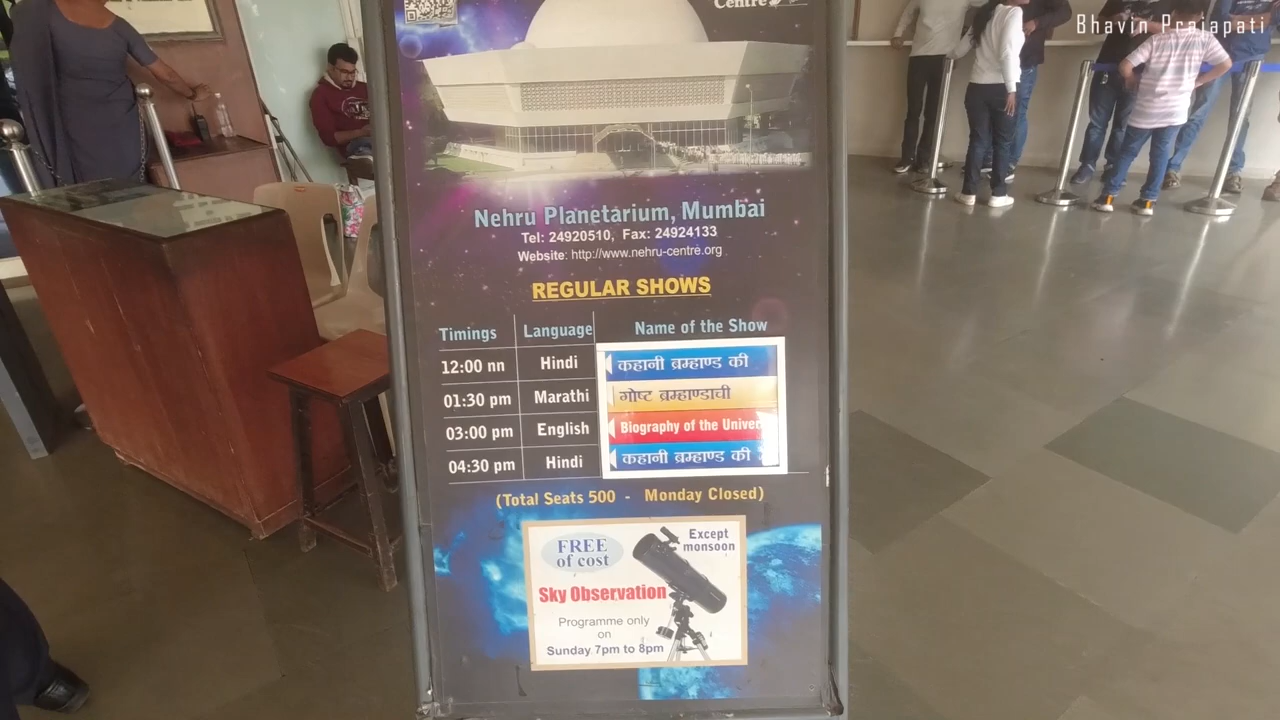 Centre
Bhavin Prajapati
Nehru Planetarium, Mumbai
Tel: 24920510, Fax: 24924133
Website: http://www.nehru-centre.org
REGULAR SHOWS
Timings Language Name of the Show
12:00 nn Hindi कहानी ब्रम्हाण्ड की
01:30 pm Marathi गोष्ट ब्रम्हाण्डाची
03:00 pm English Biography of the Univer
04:30 pm Hindi कहानी ब्रम्हाण्ड की
(Total Seats 500 - Monday Closed)
FREE
of cost
Except
monsoon
Sky Observation
Programme only
on
Sunday 7pm to 8pm